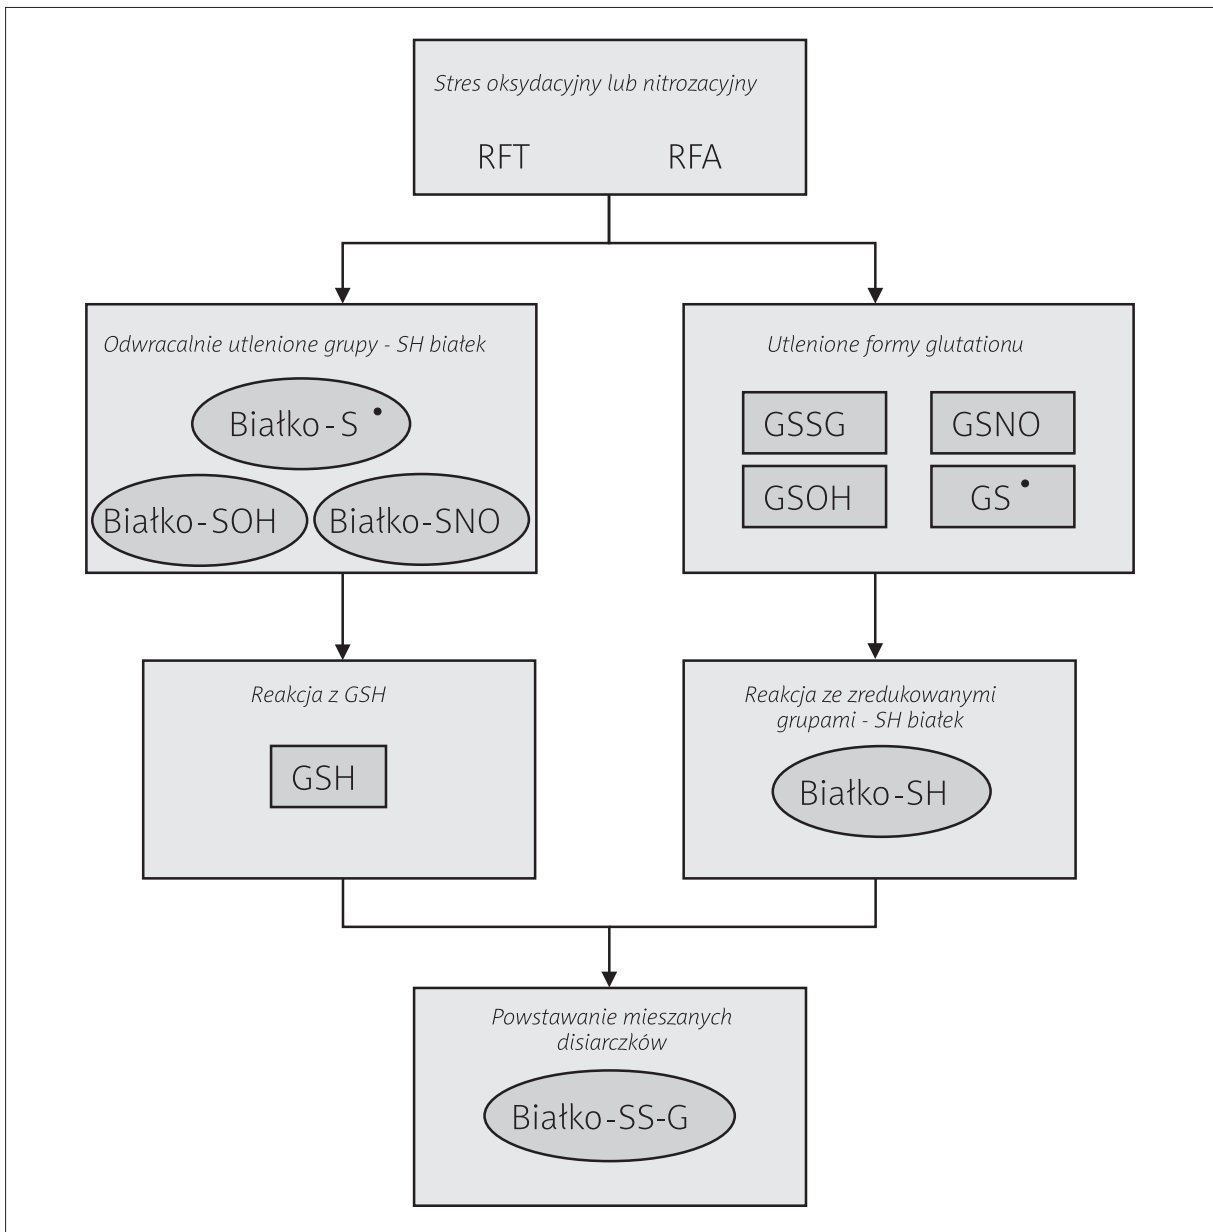 Stres oksydacyjny lub nitrozacyjny
RFT RFA
Odwracalnie utlenione grupy - SH białek
Białko-S•
Białko-SOH Białko-SNO
Utlenione formy glutationu
GSSG GSNO
GSOH GS•
Reakcja z GSH
GSH
Reakcja ze zredukowanymi
grupami - SH białek
Białko-SH
Powstawanie mieszanych
disiarczków
Białko-SS-G